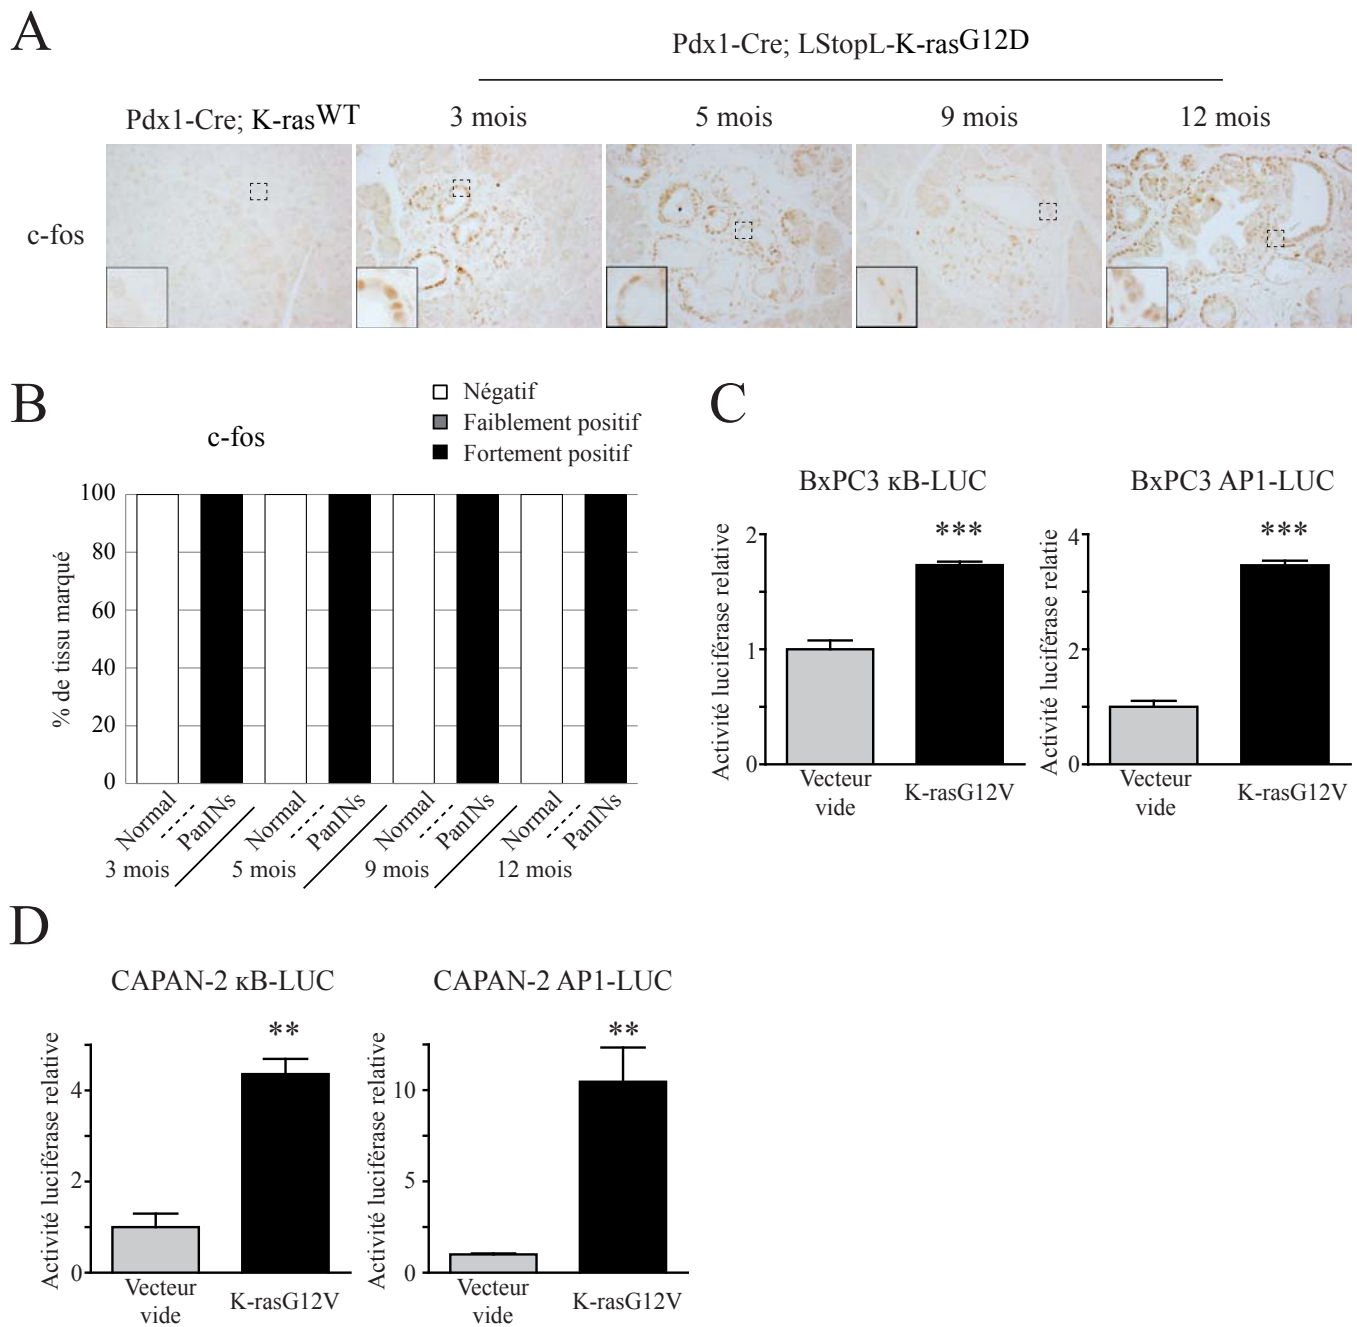 A
Pdx1-Cre; LStopL-K-rasG12D
Pdx1-Cre; K-rasWT
3 mois 5 mois 9 mois 12 mois
c-fos
B
c-fos
Négatif
Faiblement positif
Fortement positif
% de tissu marqué
100
80
60
40
20
0
Normal PanINs Normal PanINs Normal PanINs Normal PanINs
3 mois 5 mois 9 mois 12 mois
C
BxPC3 κB-LUC
Activité luciférase relative
2
1
0
***
Vecteur vide
K-rasG12V
BxPC3 AP1-LUC
Activité luciférase relatie
4
2
0
***
Vecteur vide
K-rasG12V
D
CAPAN-2 κB-LUC
Activité luciférase relative
4
2
0
**
Vecteur vide
K-rasG12V
CAPAN-2 AP1-LUC
Activité luciférase relative
10
5
0
**
Vecteur vide
K-rasG12V